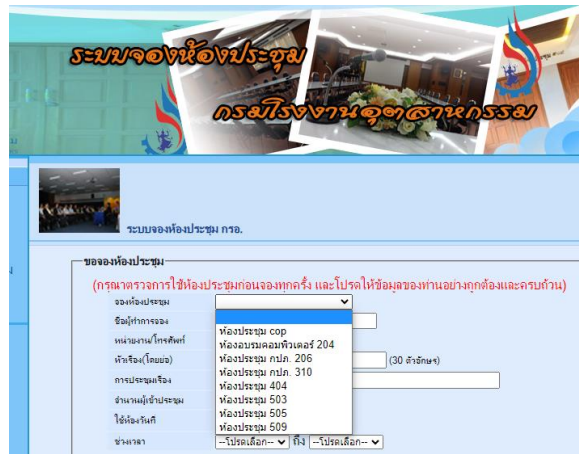 ระบบจองห้องประชุม
กรมโรงงานอุตสาหกรรม
ระบบจองห้องประชุม กรอ.
ขอจองห้องประชุม
(กรุณาตรวจการใช้ห้องประชุมก่อนจองทุกครั้ง และโปรดให้ข้อมูลของท่านอย่างถูกต้องและครบถ้วน)
จองห้องประชุม
ชื่อผู้ทำการจอง
ห้องประชุม cop
หน่วยงาน/โทรศัพท์
ห้องอบรมคอมพิวเตอร์ 204
หัวเรื่อง(โดยย่อ)
ห้องประชุม กปภ. 206
(30 ตัวอักษร)
ห้องประชุม กปภ. 310
การประชุมเรื่อง
ห้องประชุม 404
จำนวนผู้เข้าประชุม
ห้องประชุม 503
ใช้ห้องวันที่
ห้องประชุม 505
ห้องประชุม 509
ช่วงเวลา
--โปรดเลือก-- ถึง --โปรดเลือก--